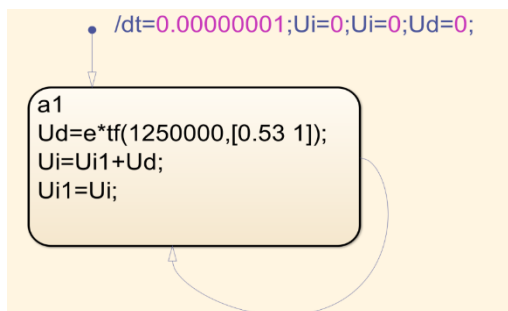 /dt=0.00000001;Ui=0;Ui=0;Ud=0;
a1
Ud=e*tf(1250000,[0.53 1]);
Ui=Ui1+Ud;
Ui1=Ui;